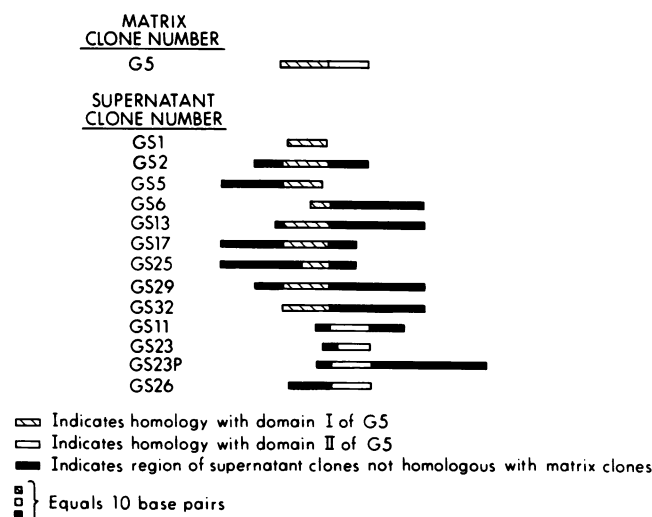 MATRIX
CLONE NUMBER
G5
SUPERNATANT
CLONE NUMBER
GS1
GS2
GS5
GS6
GS13
GS17
GS25
GS29
GS32
GS11
GS23
GS23P
GS26
Indicates homology with domain I of G5
Indicates homology with domain II of G5
Indicates region of supernatant clones not homologous with matrix clones
Equals 10 base pairs